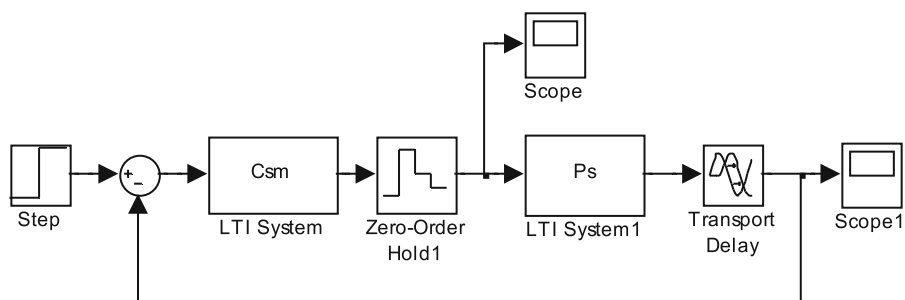 Scope
Csm
Ps
+
−
Step
LTI System
Zero-Order
Hold1
LTI System1
Transport
Delay
Scope1